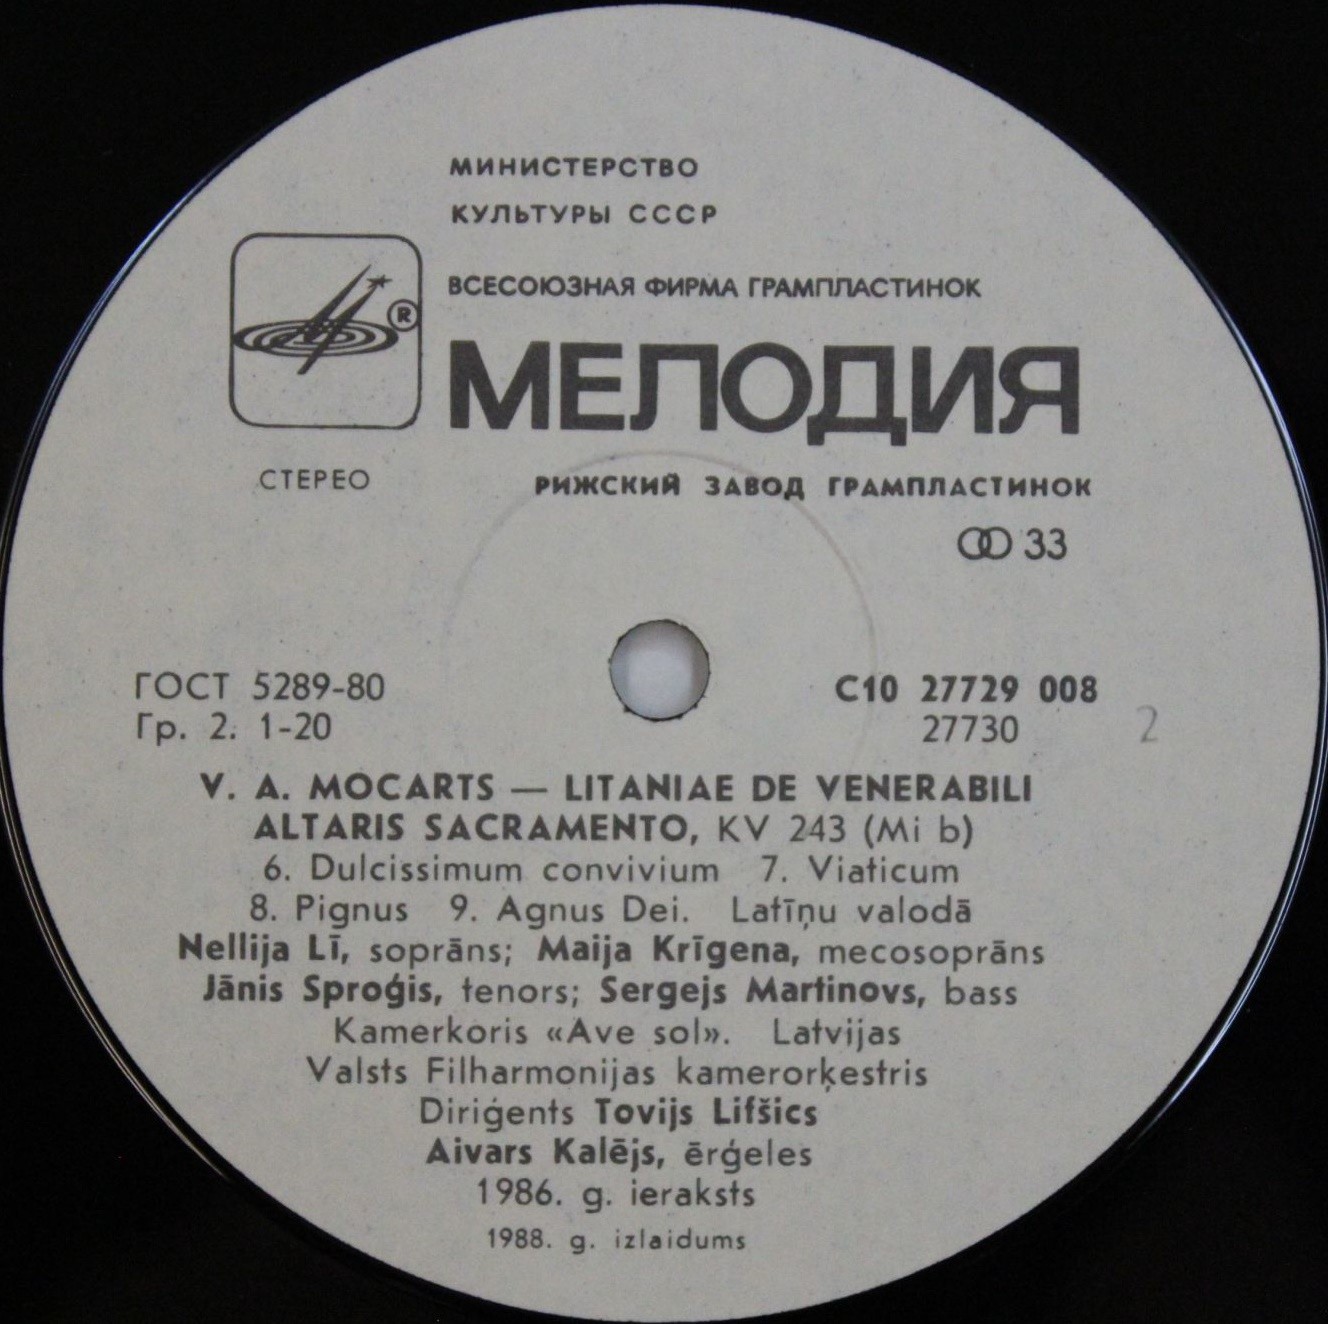 МИНИСТЕРСТВО
КУЛЬТУРЫ СССР
ВСЕСОЮЗНАЯ ФИРМА ГРАМПЛАСТИНОК
®
МЕЛОДИЯ
СТЕРЕО
РИЖСКИЙ ЗАВОД ГРАМПЛАСТИНОК
33
ГОСТ 5289-80
Гр. 2. 1-20
С10 27729 008
27730
2
V. A. MOCARTS — LITANIAE DE VENERABILI
ALTARIS SACRAMENTO, KV 243 (Mi b)
6. Dulcissimum convivium 7. Viaticum
8. Pignus 9. Agnus Dei. Latīņu valodā
Nellija Lī, soprāns; Maija Krīgena, mecosoprāns
Jānis Sproģis, tenors; Sergejs Martinovs, bass
Kamerkoris «Ave sol». Latvijas
Valsts Filharmonijas kamerorķestris
Diriģents Tovijs Lifšics
Aivars Kalējs, ērģeles
1986. g. ieraksts
1988. g. izlaidums